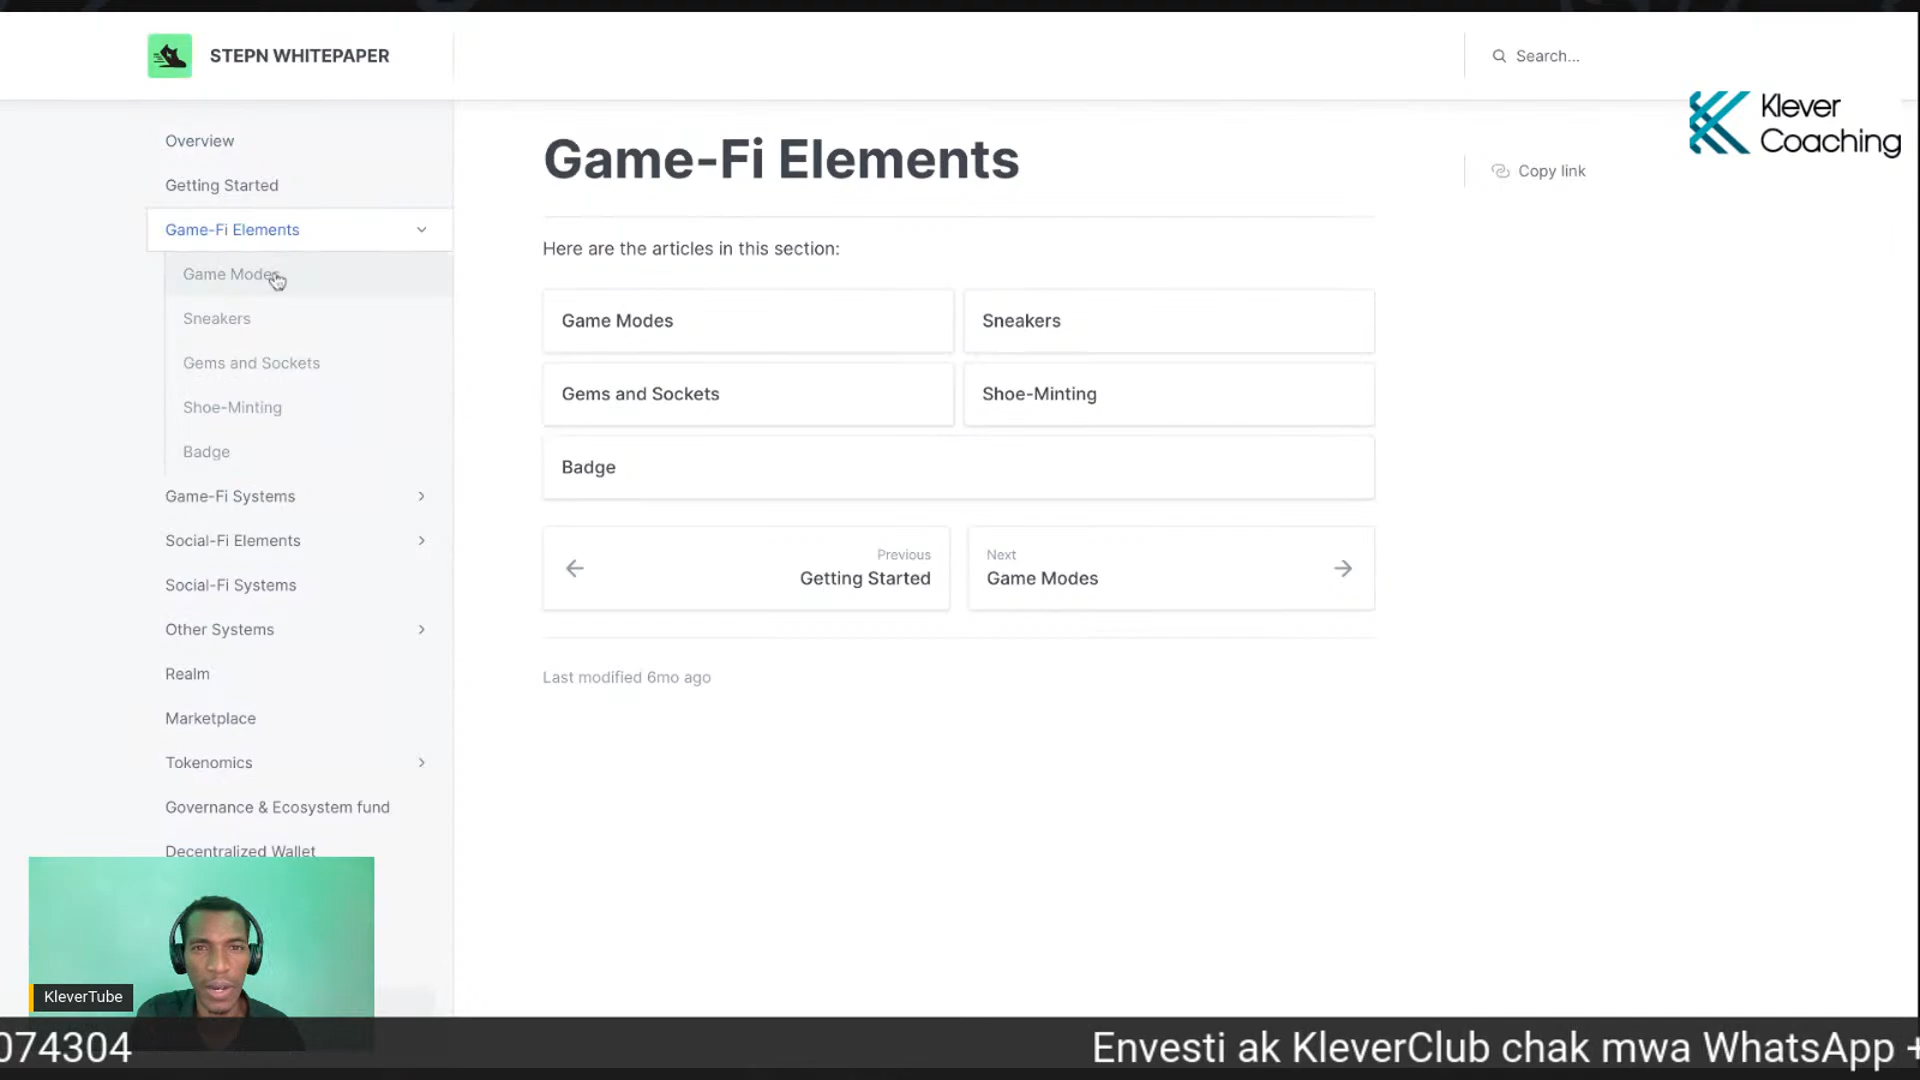 STEPN WHITEPAPER
Search...
Klever
Coaching
Overview
Getting Started
Game-Fi Elements
Game Modes
Sneakers
Gems and Sockets
Shoe-Minting
Badge
Game-Fi Systems
Social-Fi Elements
Social-Fi Systems
Other Systems
Realm
Marketplace
Tokenomics
Governance & Ecosystem fund
Decentralized Wallet
Game-Fi Elements
Copy link
Here are the articles in this section:
Game Modes
Sneakers
Gems and Sockets
Shoe-Minting
Badge
Previous
Getting Started
Next
Game Modes
Last modified 6mo ago
KleverTube
074304
Envesti ak KleverClub chak mwa WhatsApp +